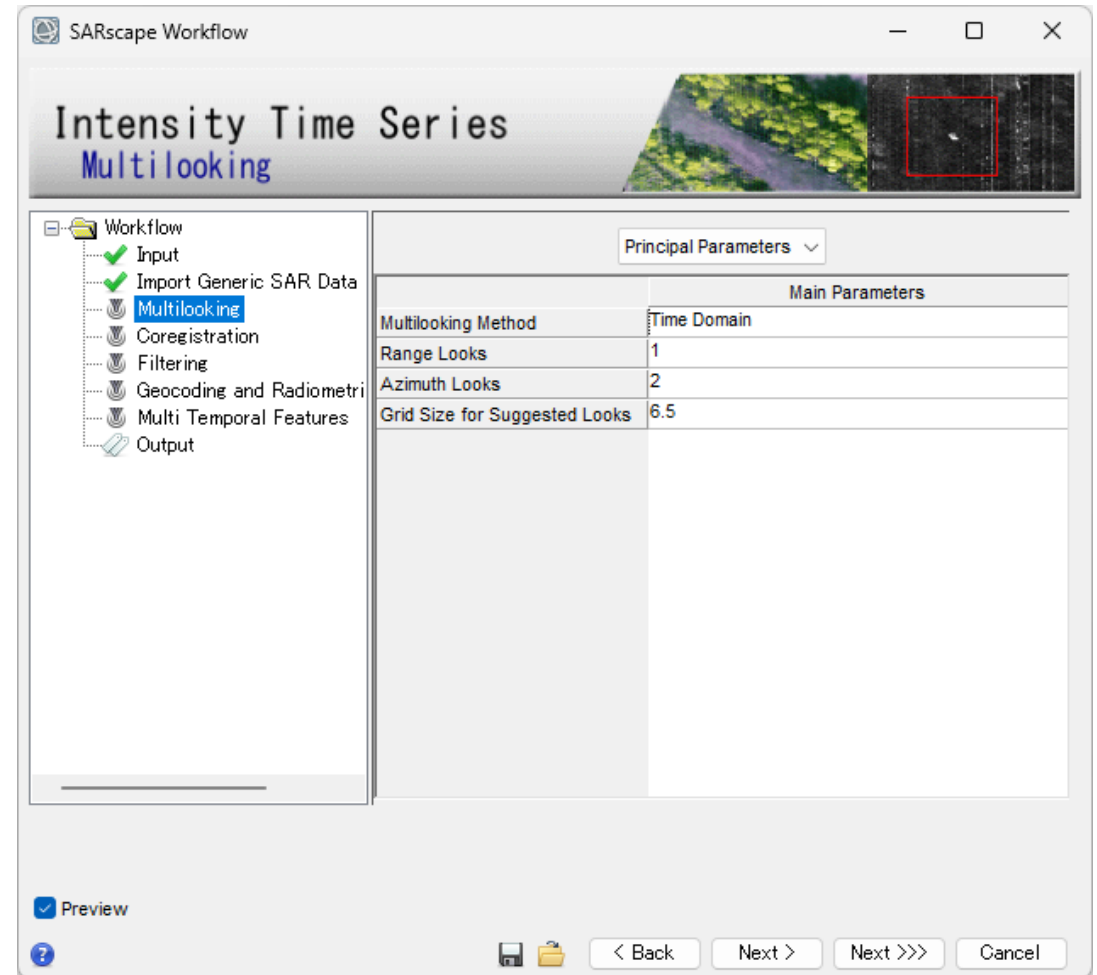 SARscape Workflow
Intensity Time Series
Multilooking
Workflow
Input
Import Generic SAR Data
Multilooking
Coregistration
Filtering
Geocoding and Radiometri
Multi Temporal Features
Output
Principal Parameters
Main Parameters
Multilooking Method Time Domain
Range Looks 1
Azimuth Looks 2
Grid Size for Suggested Looks 6.5
Preview
?
< Back Next > Next >>> Cancel